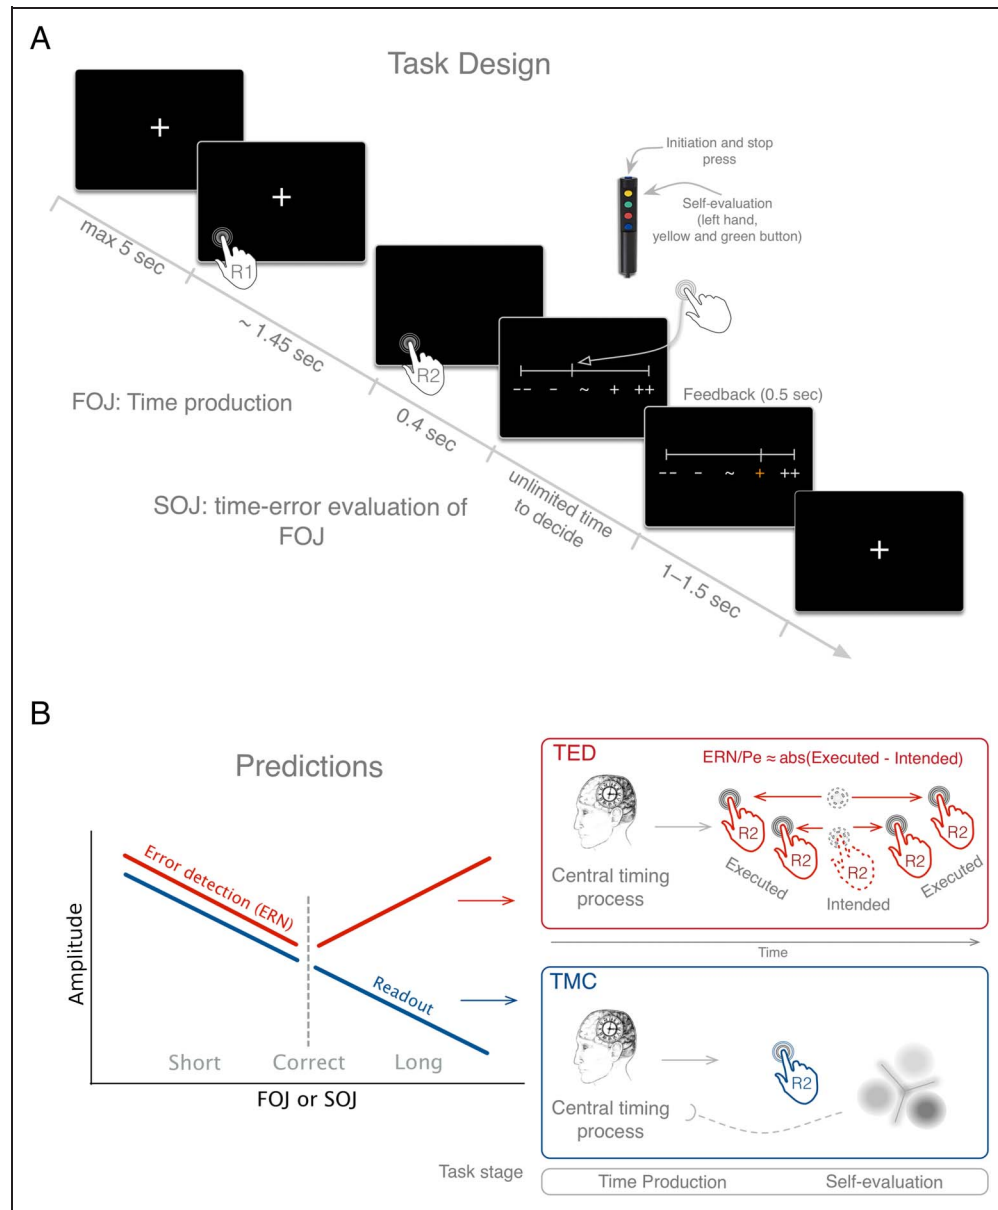 A
Task Design
+
+
R1
max 5 sec
~ 1.45 sec
R2
0.4 sec
FOJ: Time production
SOJ: time-error evaluation of
FOJ
Initiation and stop
press
Self-evaluation
(left hand,
yellow and green button)
-- - ~ + ++
unlimited time
to decide
Feedback (0.5 sec)
-- - ~ + ++
1–1.5 sec
+
B
Predictions
Amplitude
Error detection (ERN)
Readout
Short Correct Long
FOJ or SOJ
TED
ERN/Pe ≈ abs(Executed - Intended)
Central timing
process
R2
R2
R2
R2
R2
Executed
Intended
Executed
Time
TMC
Central timing
process
R2
Task stage
Time Production
Self-evaluation